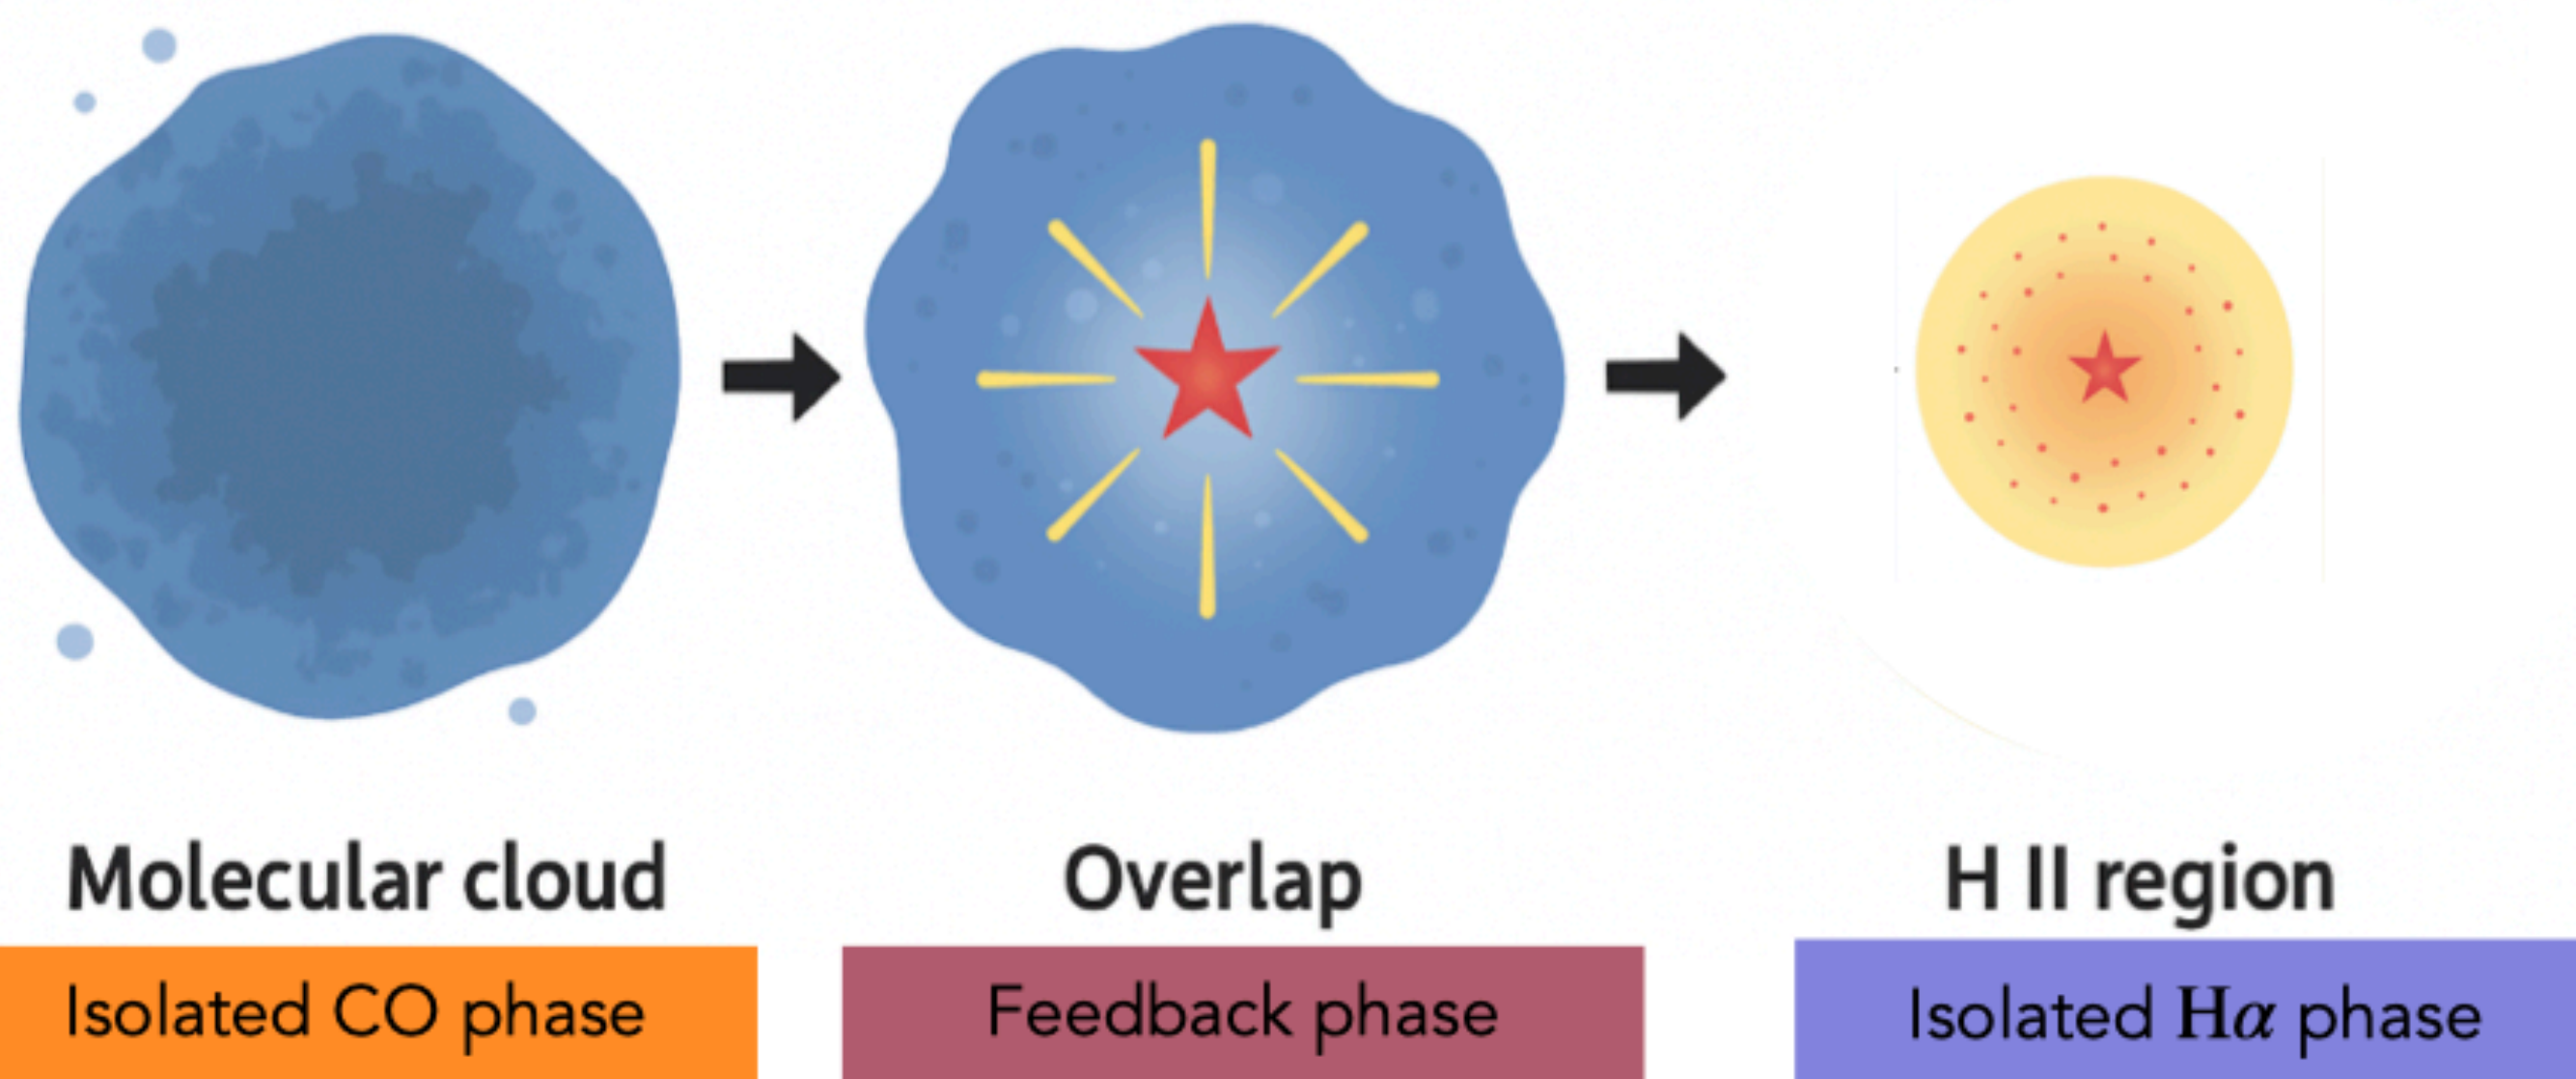 Molecular cloud
Overlap
H II region
Isolated CO phase
Feedback phase
Isolated Hα phase